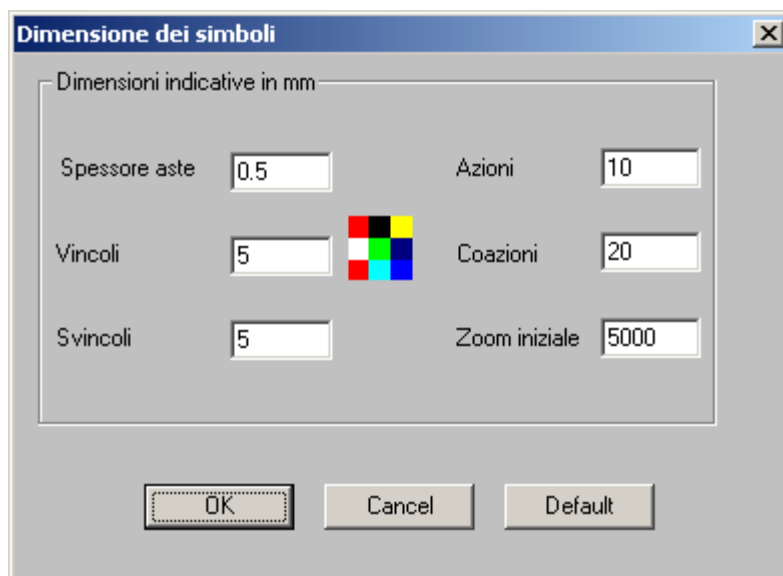 Dimensione dei simboli
Dimensioni indicative in mm
Spessore aste 0.5 Azioni 10
Vincoli 5 Coazioni 20
Svincoli 5 Zoom iniziale 5000
OK Cancel Default